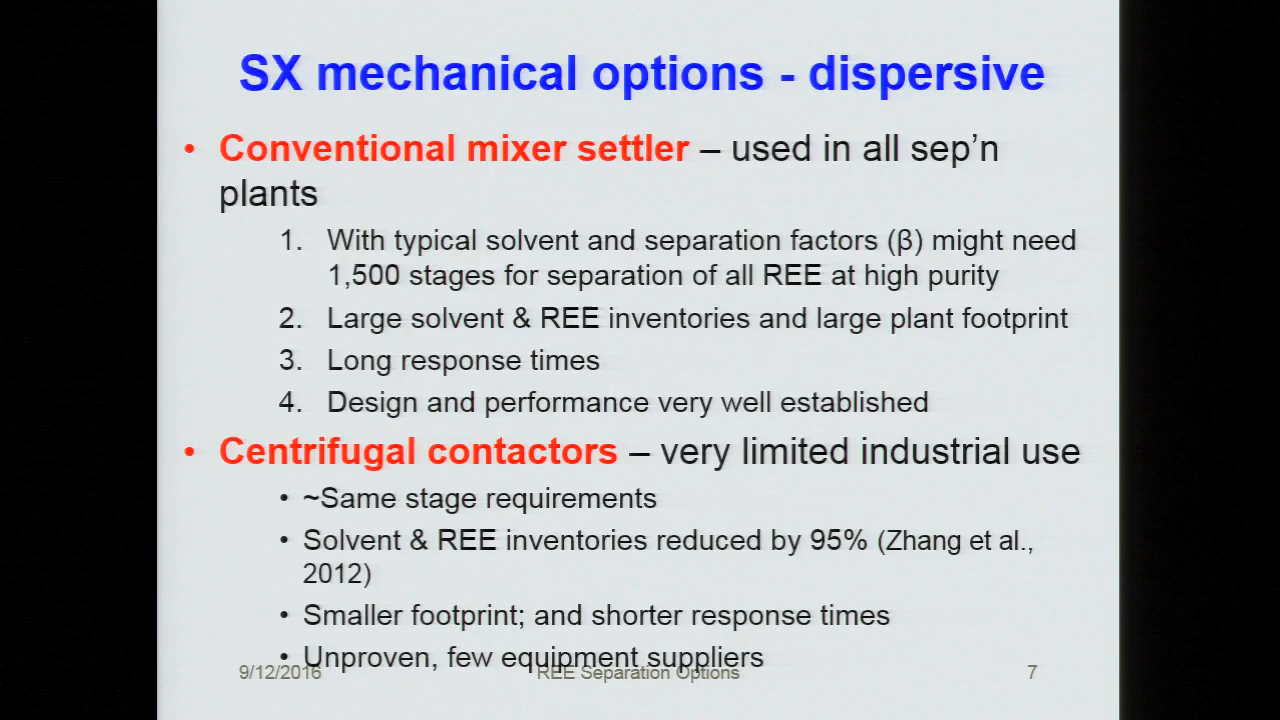 SX mechanical options - dispersive
• Conventional mixer settler – used in all sep’n
plants
1. With typical solvent and separation factors (β) might need
1,500 stages for separation of all REE at high purity
2. Large solvent & REE inventories and large plant footprint
3. Long response times
4. Design and performance very well established
• Centrifugal contactors – very limited industrial use
• ~Same stage requirements
• Solvent & REE inventories reduced by 95% (Zhang et al.,
2012)
• Smaller footprint; and shorter response times
• Unproven, few equipment suppliers
9/12/2016 REE Separation Options 7